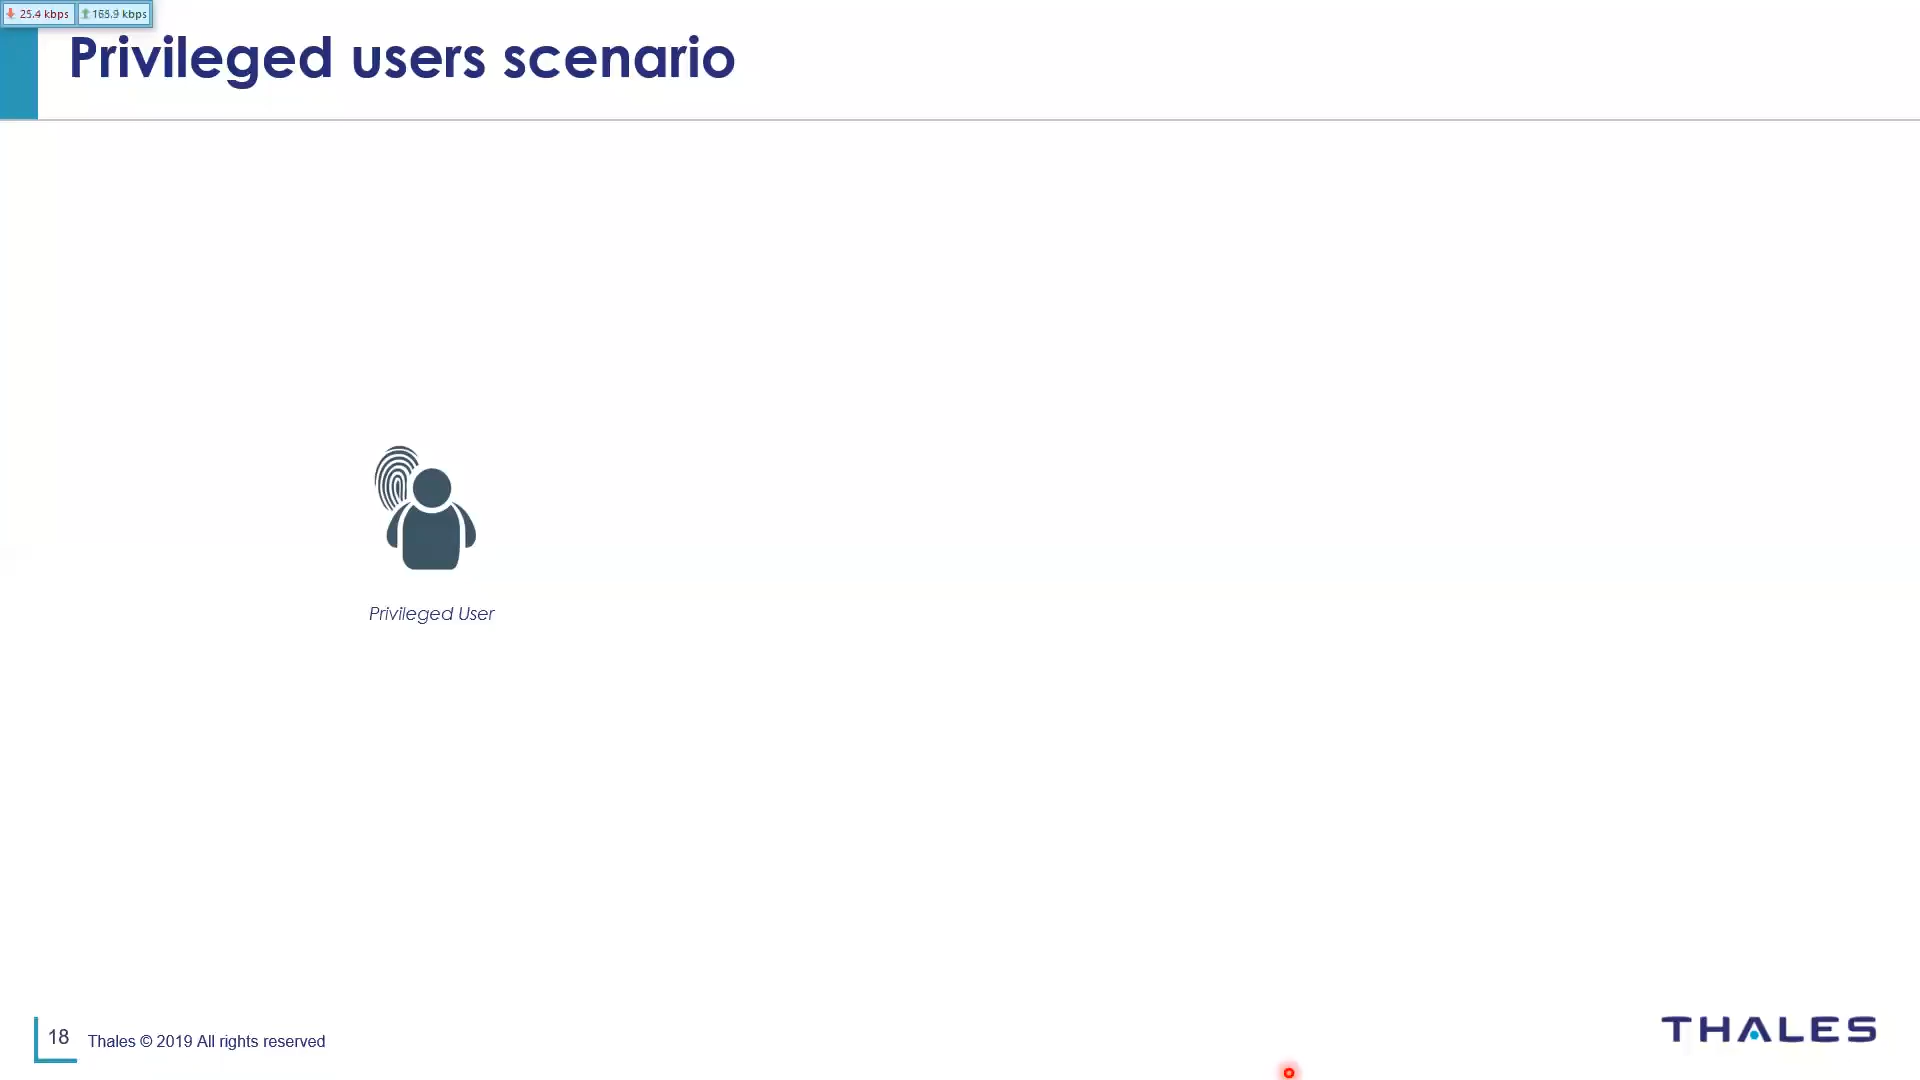 25.4 kbps 165.9 kbps
Privileged users scenario
Privileged User
18 Thales © 2019 All rights reserved
THALES